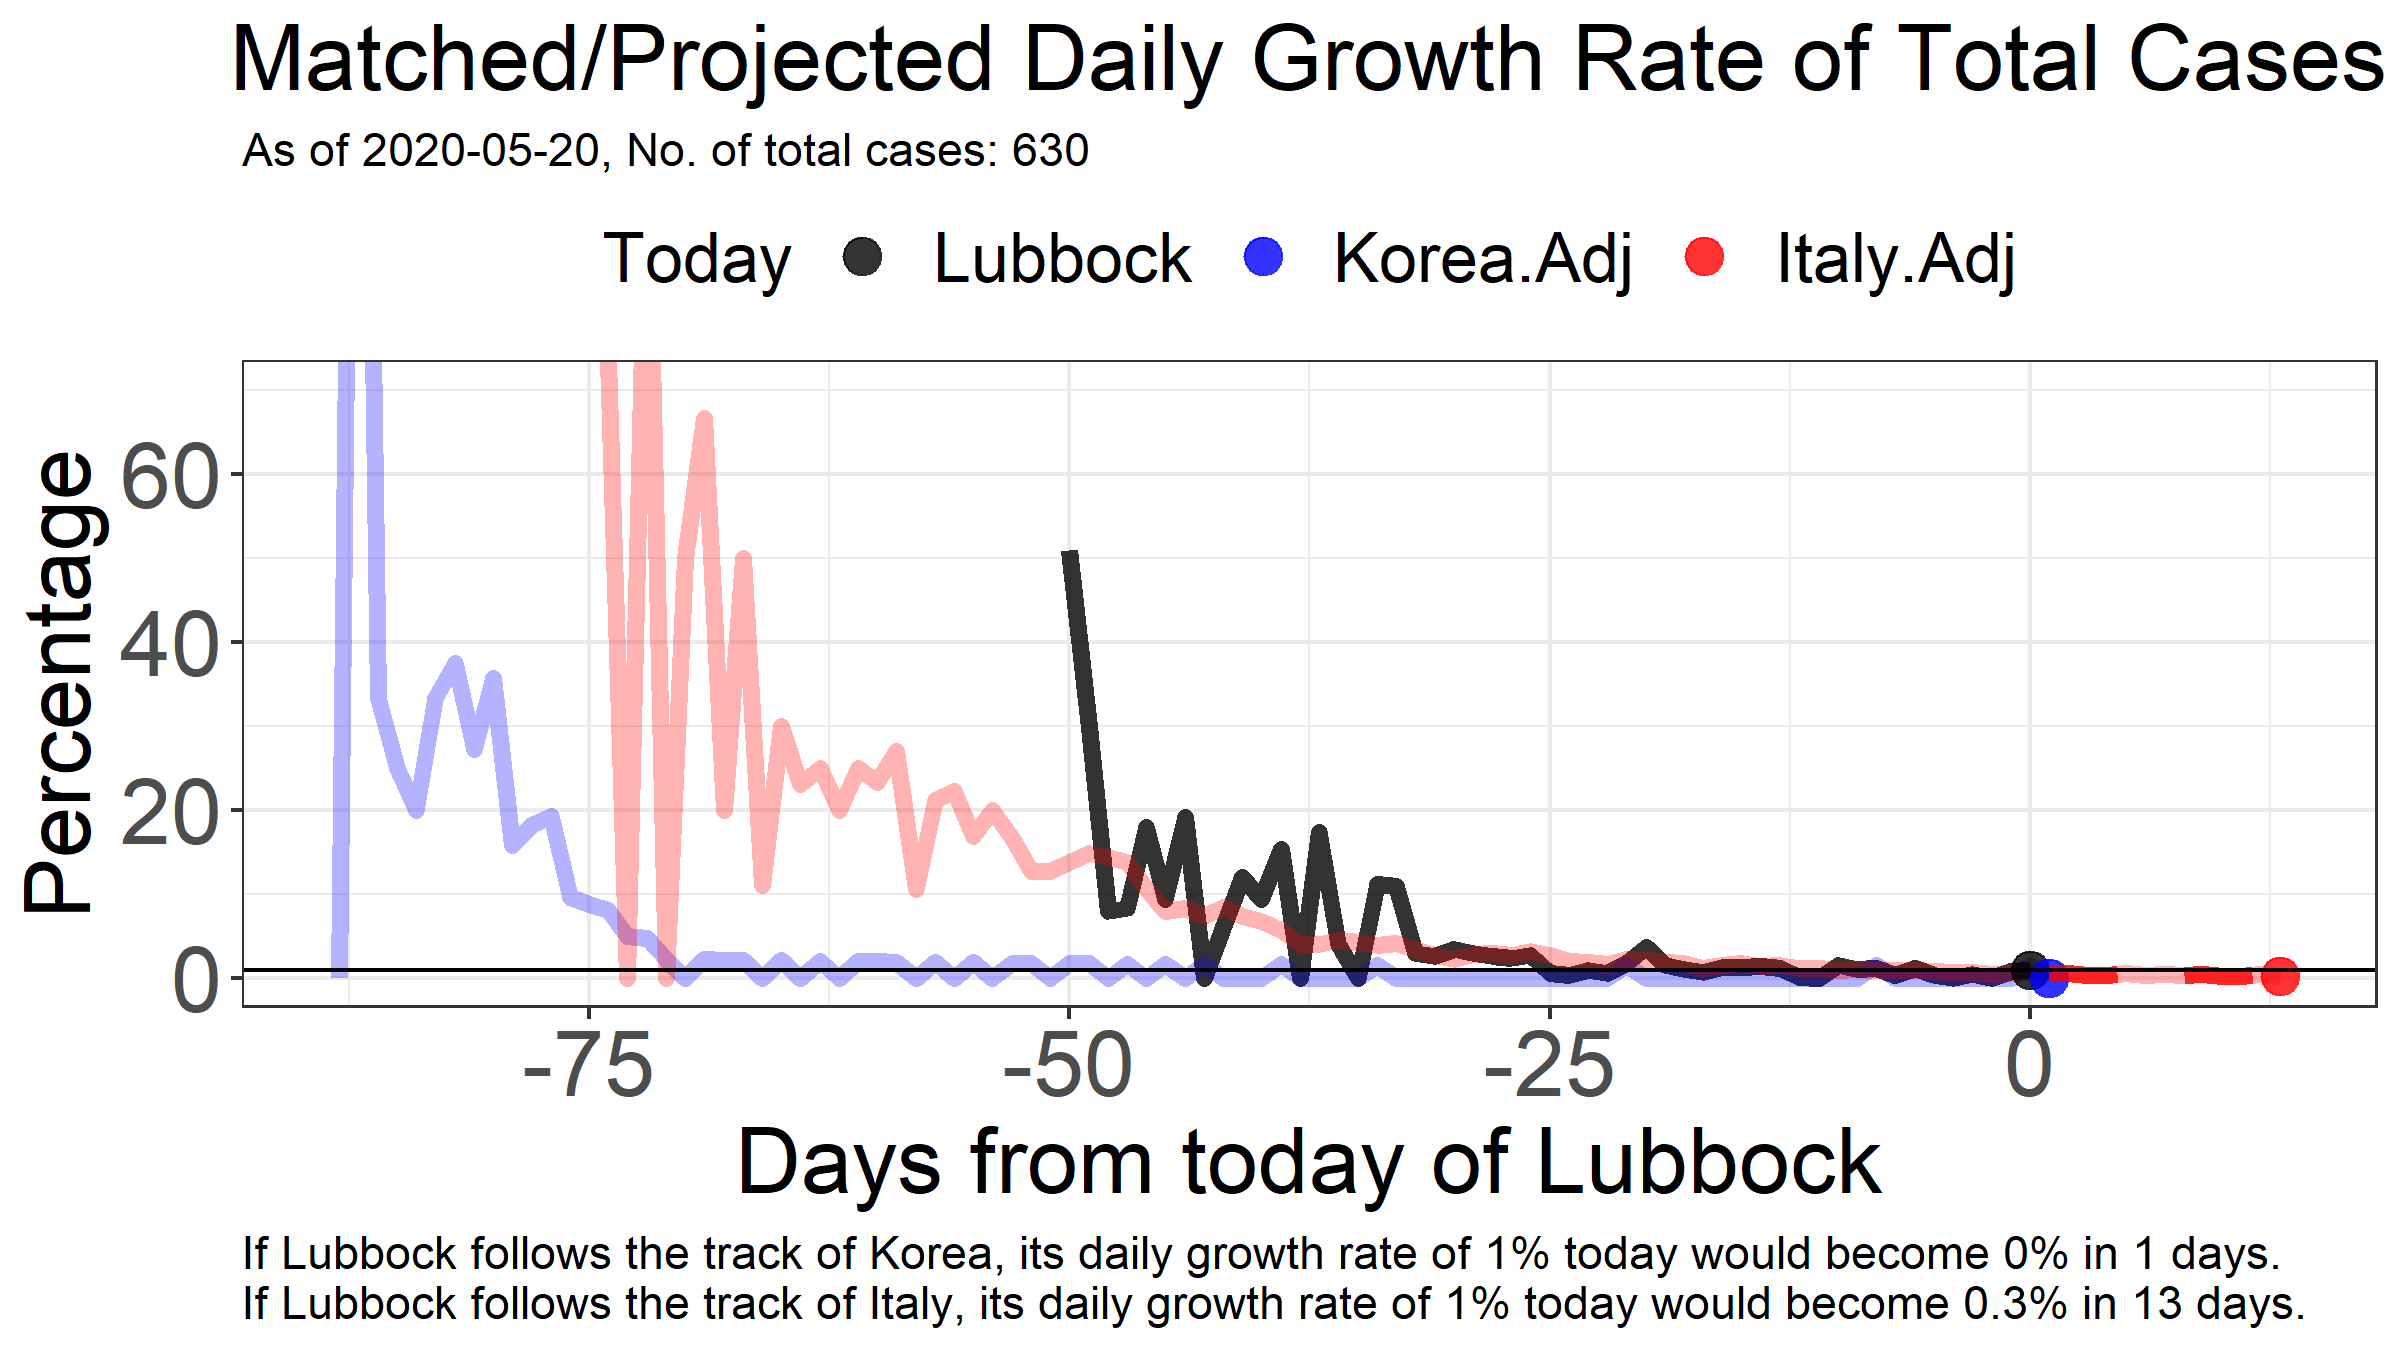 Matched/Projected Daily Growth Rate of Total Cases
As of 2020-05-20, No. of total cases: 630
Today Lubbock Korea.Adj Italy.Adj
Percentage
60
40
20
0
-75 -50 -25 0
Days from today of Lubbock
If Lubbock follows the track of Korea, its daily growth rate of 1% today would become 0% in 1 days.
If Lubbock follows the track of Italy, its daily growth rate of 1% today would become 0.3% in 13 days.